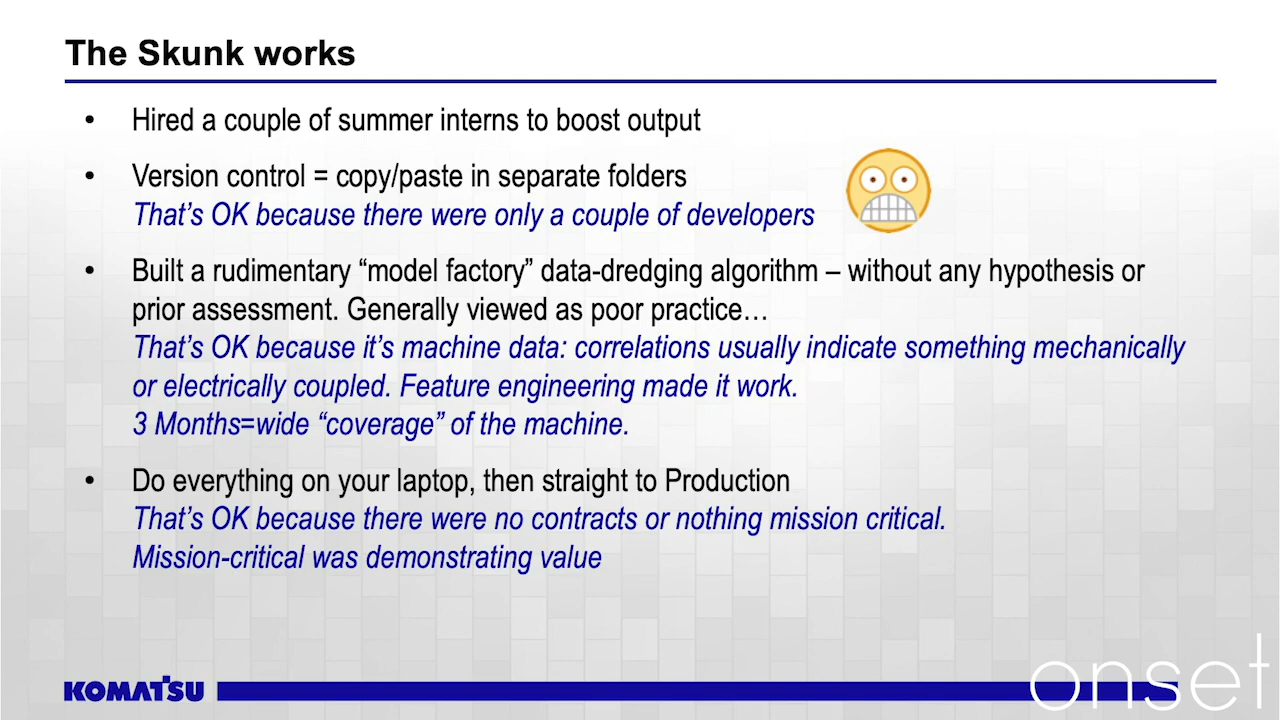 The Skunk works
• Hired a couple of summer interns to boost output
• Version control = copy/paste in separate folders
That’s OK because there were only a couple of developers
• Built a rudimentary “model factory” data-dredging algorithm – without any hypothesis or
prior assessment. Generally viewed as poor practice…
That’s OK because it’s machine data: correlations usually indicate something mechanically
or electrically coupled. Feature engineering made it work.
3 Months=wide “coverage” of the machine.
• Do everything on your laptop, then straight to Production
That’s OK because there were no contracts or nothing mission critical.
Mission-critical was demonstrating value
KOMATSU
onset